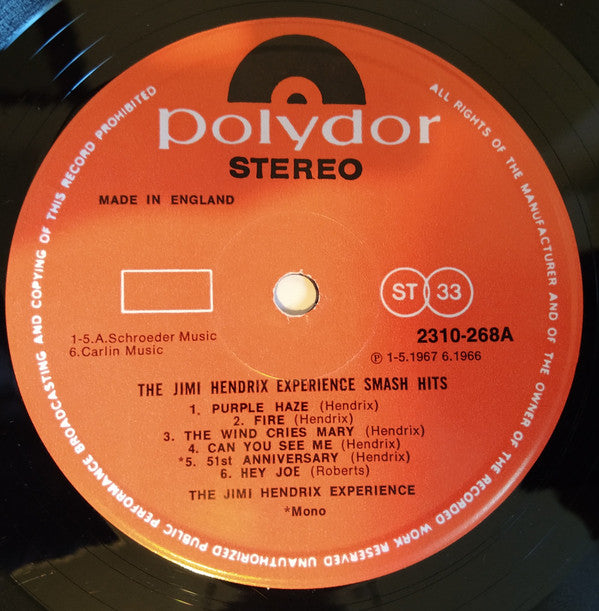 polydor
STEREO
MADE IN ENGLAND
ST 33
1-5.A.Schroeder Music
6.Carlin Music
2310-268A
Ⓟ 1-5.1967 6.1966
THE JIMI HENDRIX EXPERIENCE SMASH HITS
1. PURPLE HAZE (Hendrix)
2. FIRE (Hendrix)
3. THE WIND CRIES MARY (Hendrix)
4. CAN YOU SEE ME (Hendrix)
*5. 51st ANNIVERSARY (Hendrix)
6. HEY JOE (Roberts)
THE JIMI HENDRIX EXPERIENCE
*Mono
ALL RIGHTS OF THE MANUFACTURER AND OF THE OWNER OF THE RECORDED WORK RESERVED UNAUTHORIZED PUBLIC PERFORMANCE BROADCASTING AND COPYING OF THIS RECORD PROHIBITED